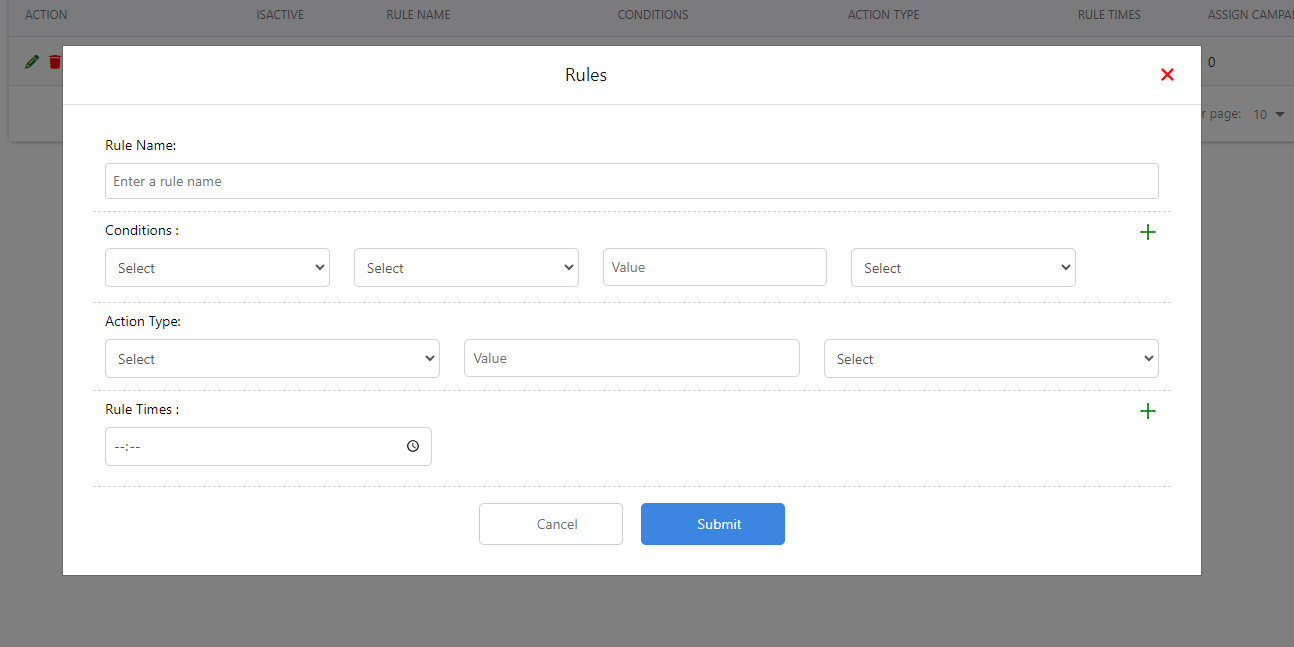 ACTION ISACTIVE RULE NAME CONDITIONS ACTION TYPE RULE TIMES ASSIGN
Rules
0
r page: 10
Rule Name:
Enter a rule name
Conditions :
Select Select Value Select
Action Type:
Select Value Select
Rule Times :
--:--
Cancel Submit